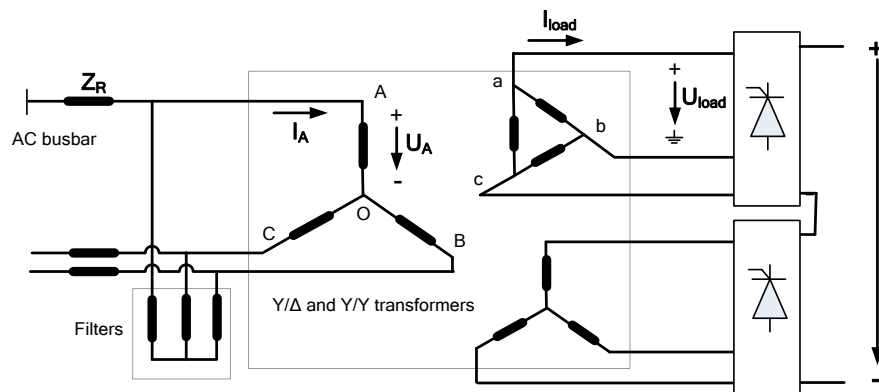 I_load
+
Z_R
A
a
+
+
U_load
AC busbar
I_A
U_A
b
-
c
O
C
B
Y/Δ and Y/Y transformers
Filters
-